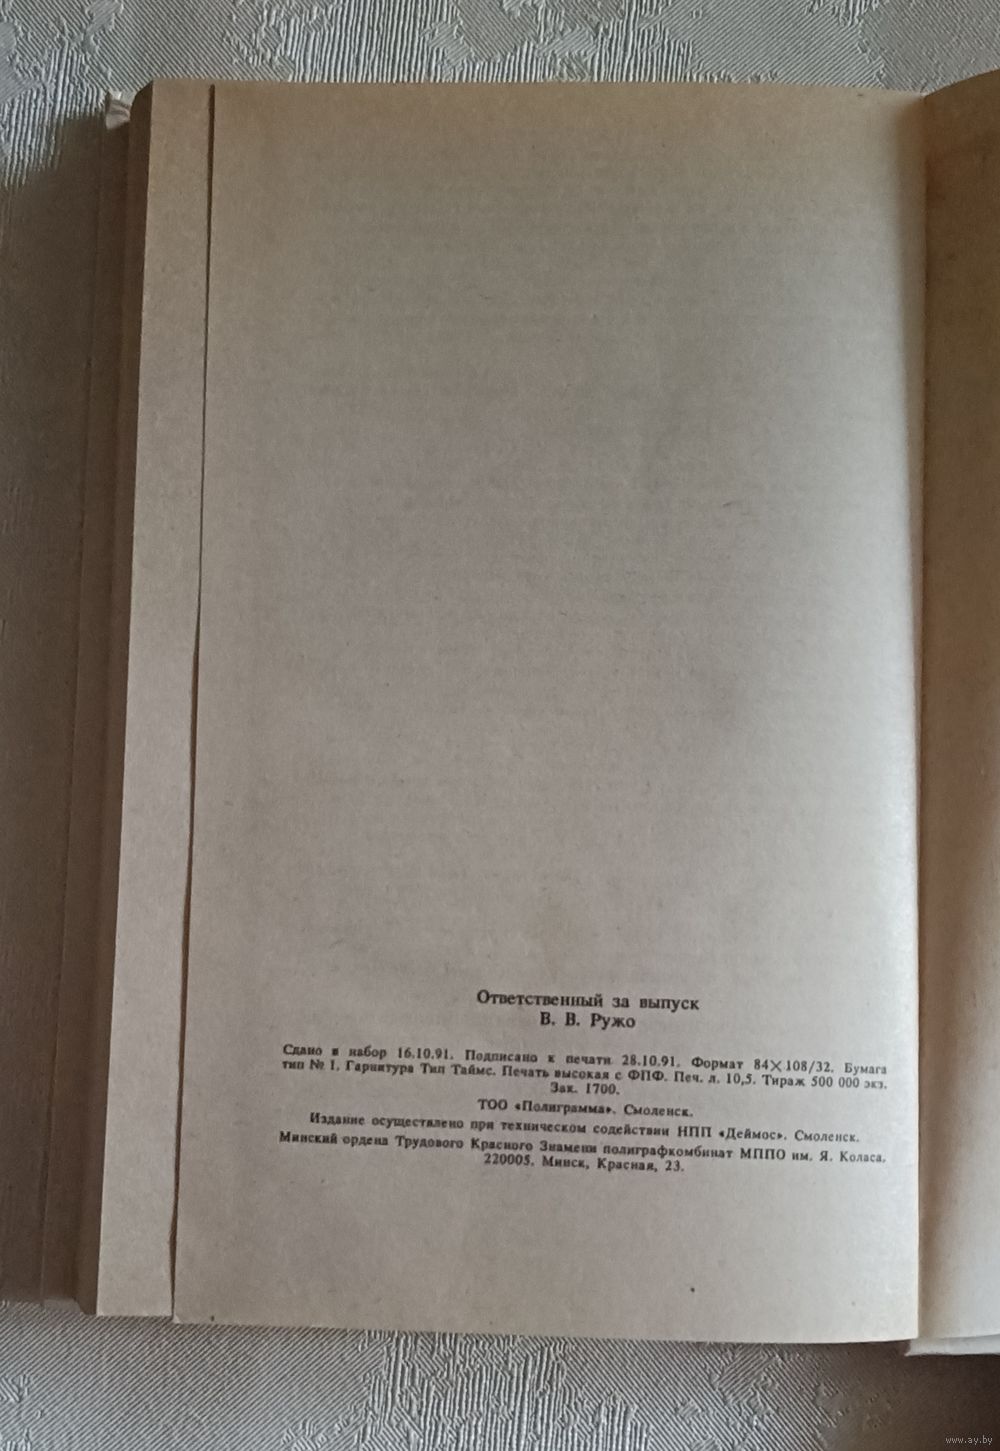 Ответственный за выпуск
В. В. Ружо
Сдано в набор 16.10.91. Подписано к печати 28.10.91. Формат 84×108/32. Бумага
тип № 1. Гарнитура Тип Таймс. Печать высокая с ФПФ. Печ. л. 10,5. Тираж 500 000 экз.
Зак. 1700.
ТОО «Полиграмма». Смоленск.
Издание осуществлено при техническом содействии НПП «Деймос». Смоленск.
Минский ордена Трудового Красного Знамени полиграфкомбинат МППО им. Я. Коласа.
220005. Минск, Красная, 23.
www.ay.by